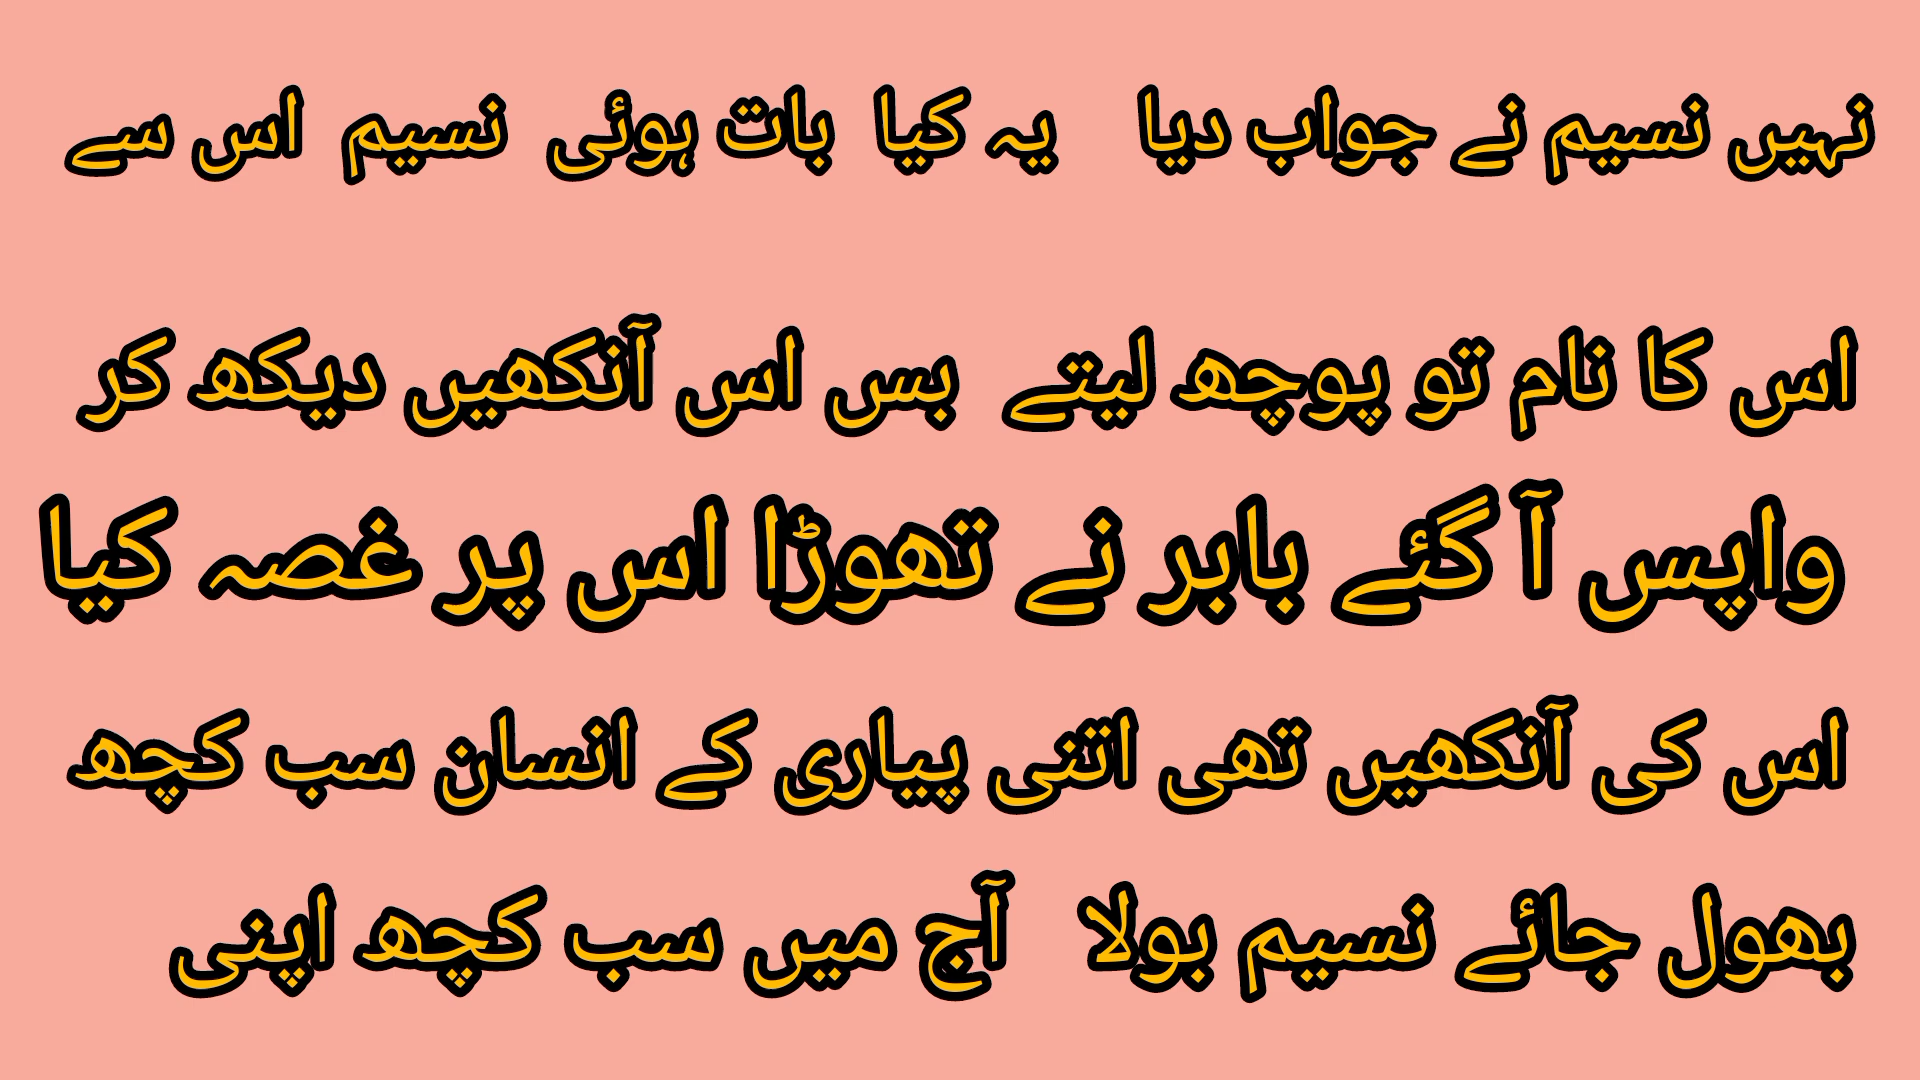 نہیں نسیم نے جواب دیا یہ کیا بات ہوئی نسیم اس سے
اس کا نام تو پوچھ لیتے بس اس آنکھیں دیکھ کر
واپس آ گئے بابر نے تھوڑا اس پر غصہ کیا
اس کی آنکھیں تھی اتنی پیاری کے انسان سب کچھ
بھول جائے نسیم بولا آج میں سب کچھ اپنی